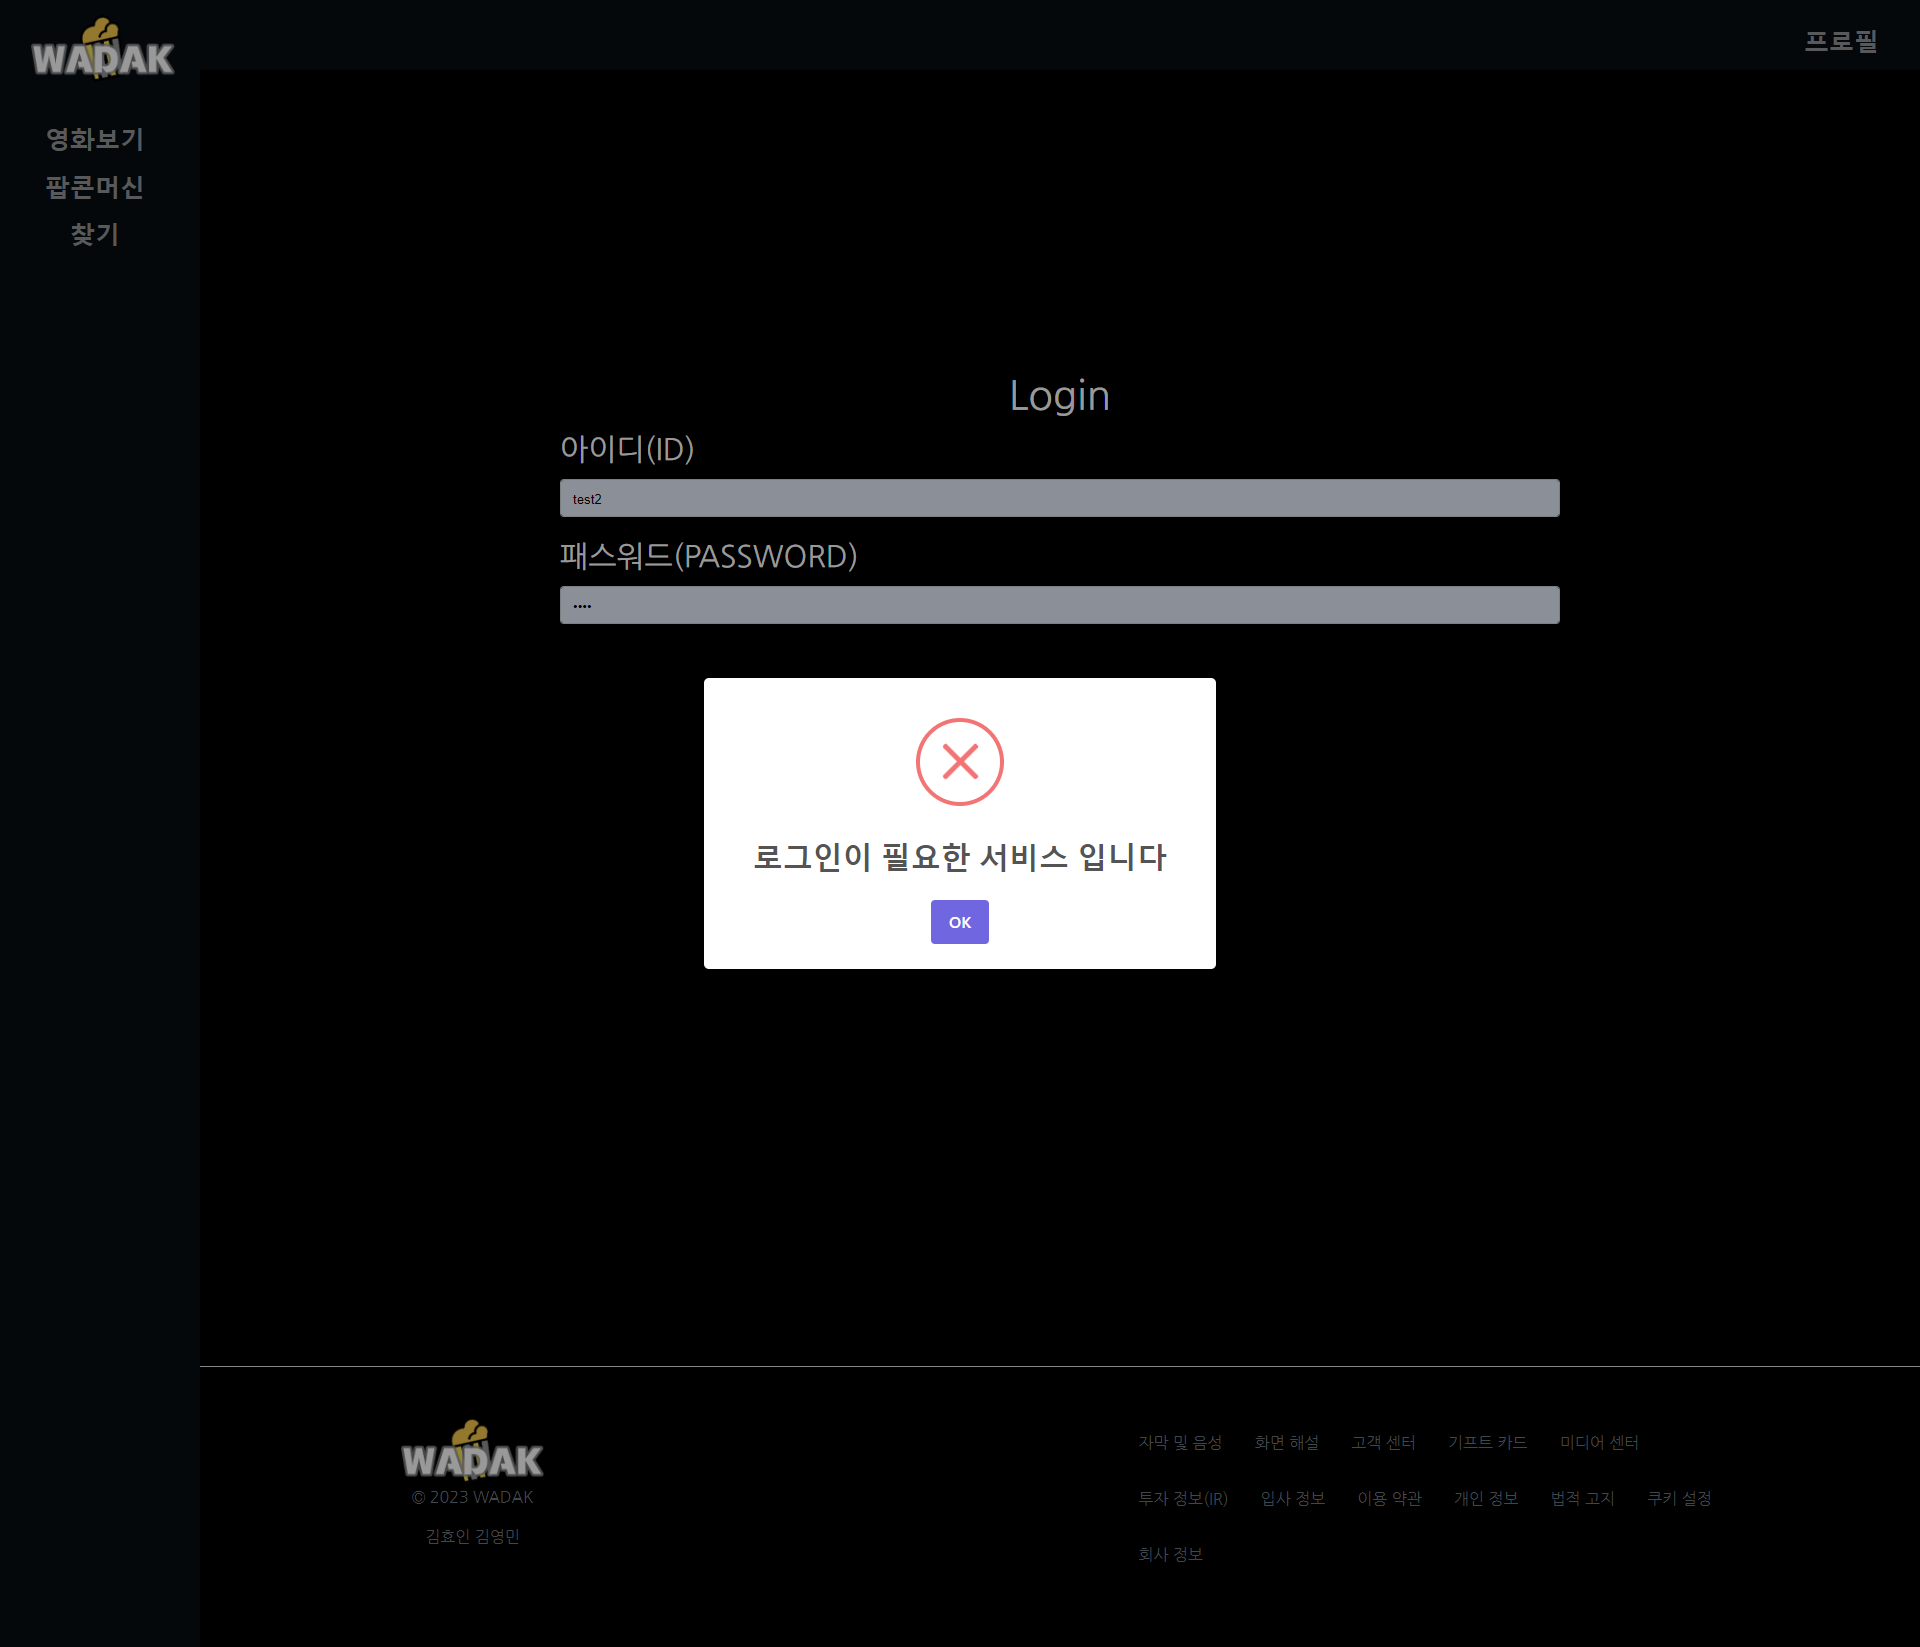 WADAK
프로필
영화보기
팝콘머신
찾기
Login
아이디(ID)
test2
패스워드(PASSWORD)
••••
로그인이 필요한 서비스 입니다
OK
WADAK
© 2023 WADAK
김효인 김영민
자막 및 음성 화면 해설 고객 센터 기프트 카드 미디어 센터
투자 정보(IR) 입사 정보 이용 약관 개인 정보 법적 고지 쿠키 설정
회사 정보